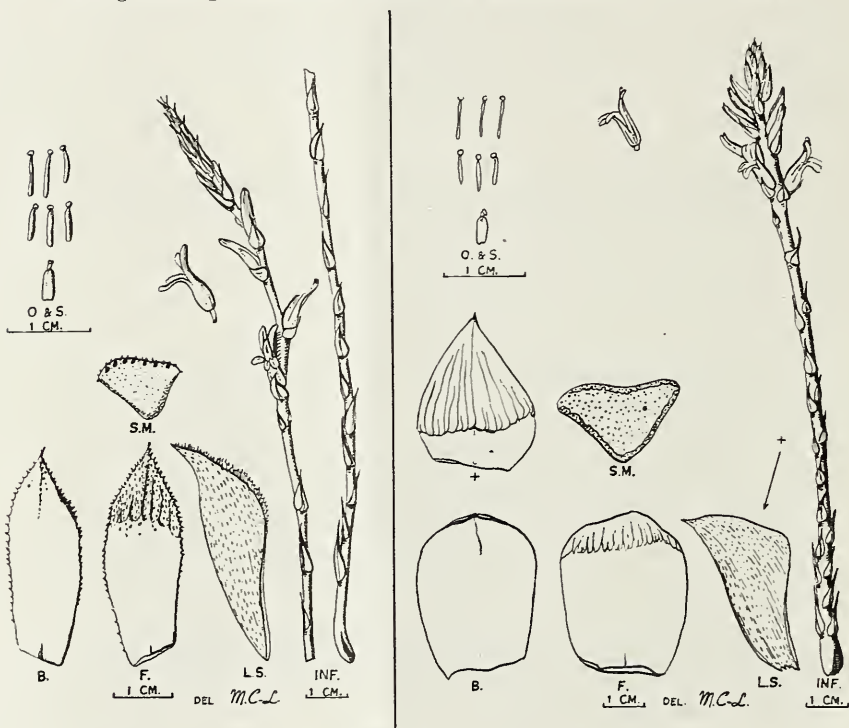 O & S.
1 CM.
S.M.
B.
F.
1 CM.
L.S.
INF.
1 CM.
DEL M.C-L.
O. & S.
1 CM.
+
S.M.
+
B.
F.
1 CM.
DEL. M.C-L.
L.S.
INF.
1 CM.